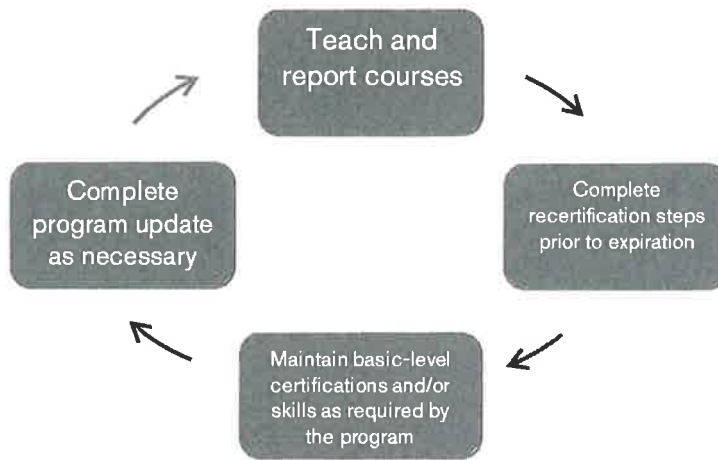 Teach and
report courses
Complete
recertification steps
prior to expiration
Maintain basic-level
certifications and/or
skills as required by
the program
Complete
program update
as necessary